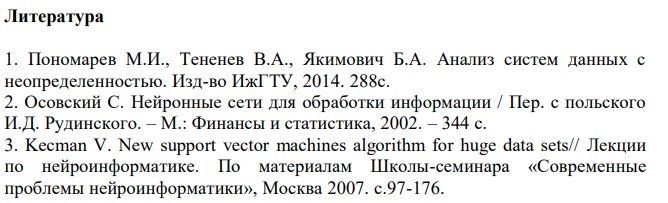 Литература
1. Пономарев М.И., Тененев В.А., Якимович Б.А. Анализ систем данных с
неопределенностью. Изд-во ИжГТУ, 2014. 288с.
2. Осовский С. Нейронные сети для обработки информации / Пер. с польского
И.Д. Рудинского. – М.: Финансы и статистика, 2002. – 344 с.
3. Kecman V. New support vector machines algorithm for huge data sets// Лекции
по нейроинформатике. По материалам Школы-семинара «Современные
проблемы нейроинформатики», Москва 2007. с.97-176.